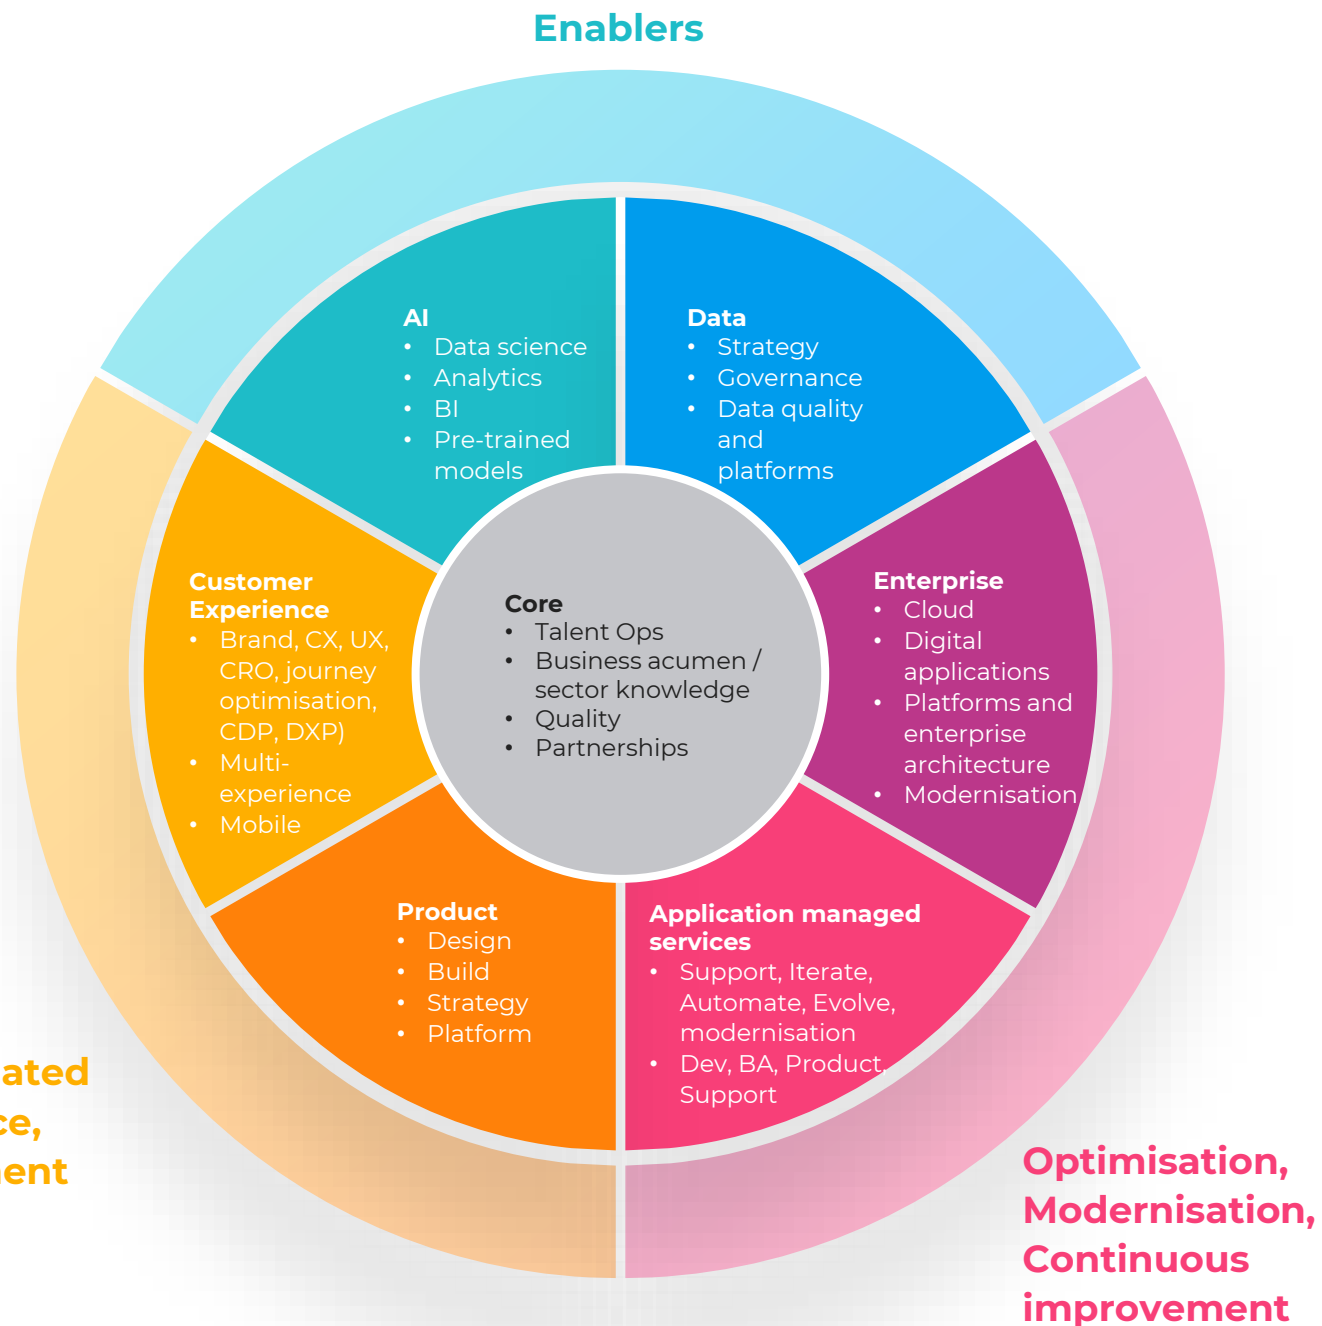 Enablers
AI
• Data science
• Analytics
• BI
• Pre-trained
models
Data
• Strategy
• Governance
• Data quality
and
platforms
Customer
Experience
• Brand, CX, UX,
CRO, journey
optimisation,
CDP, DXP)
• Multi-
experience
• Mobile
Core
• Talent Ops
• Business acumen /
sector knowledge
• Quality
• Partnerships
Enterprise
• Cloud
• Digital
applications
• Platforms and
enterprise
architecture
• Modernisation
Product
• Design
• Build
• Strategy
• Platform
Application managed
services
• Support, Iterate,
Automate, Evolve,
modernisation
• Dev, BA, Product,
Support
Optimisation,
Modernisation,
Continuous
improvement